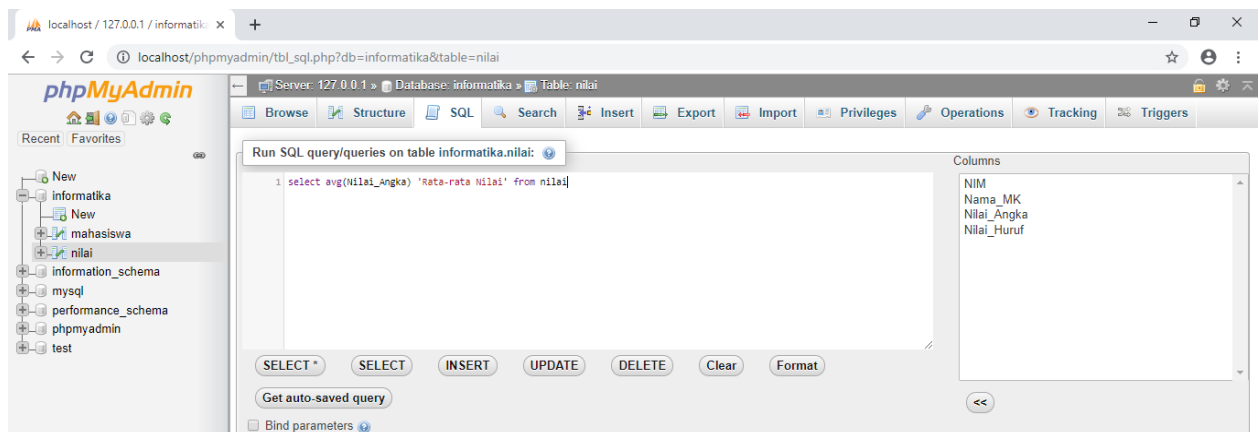 localhost / 127.0.0.1 / informatika
localhost/phpmyadmin/tbl_sql.php?db=informatika&table=nilai
phpMyAdmin
Recent Favorites
New
informatika
New
mahasiswa
nilai
information_schema
mysql
performance_schema
phpmyadmin
test
Server: 127.0.0.1 » Database: informatika » Table: nilai
Browse Structure SQL Search Insert Export Import Privileges Operations Tracking Triggers
Run SQL query/queries on table informatika.nilai:
1 select avg(Nilai_Angka) 'Rata-rata Nilai' from nilai
SELECT * SELECT INSERT UPDATE DELETE Clear Format
Get auto-saved query
Bind parameters
Columns
NIM
Nama_MK
Nilai_Angka
Nilai_Huruf
<<